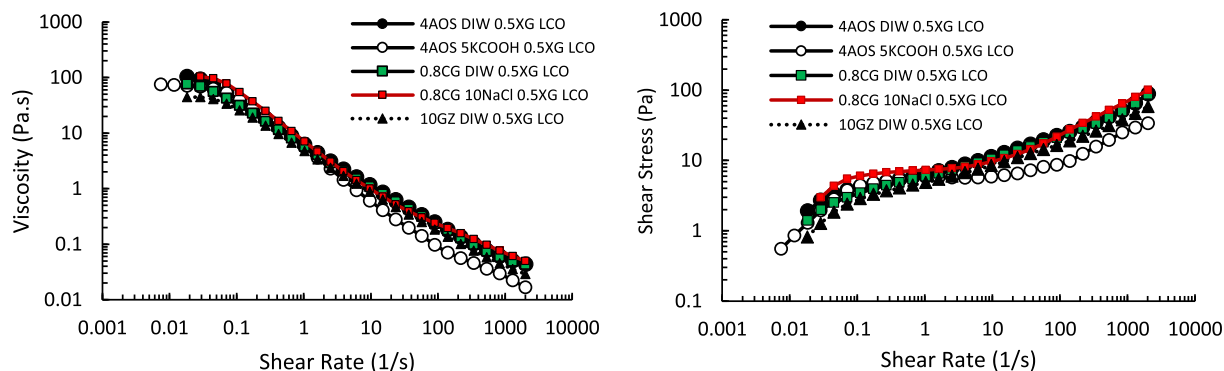 1000
100
10
1
0.1
0.01
Viscosity (Pa.s)
4AOS DIW 0.5XG LCO
4AOS 5KCOOH 0.5XG LCO
0.8CG DIW 0.5XG LCO
0.8CG 10NaCl 0.5XG LCO
10GZ DIW 0.5XG LCO
0.001 0.01 0.1 1 10 100 1000 10000
Shear Rate (1/s)
1000
100
10
1
0.1
Shear Stress (Pa)
4AOS DIW 0.5XG LCO
4AOS 5KCOOH 0.5XG LCO
0.8CG DIW 0.5XG LCO
0.8CG 10NaCl 0.5XG LCO
10GZ DIW 0.5XG LCO
0.001 0.01 0.1 1 10 100 1000 10000
Shear Rate (1/s)